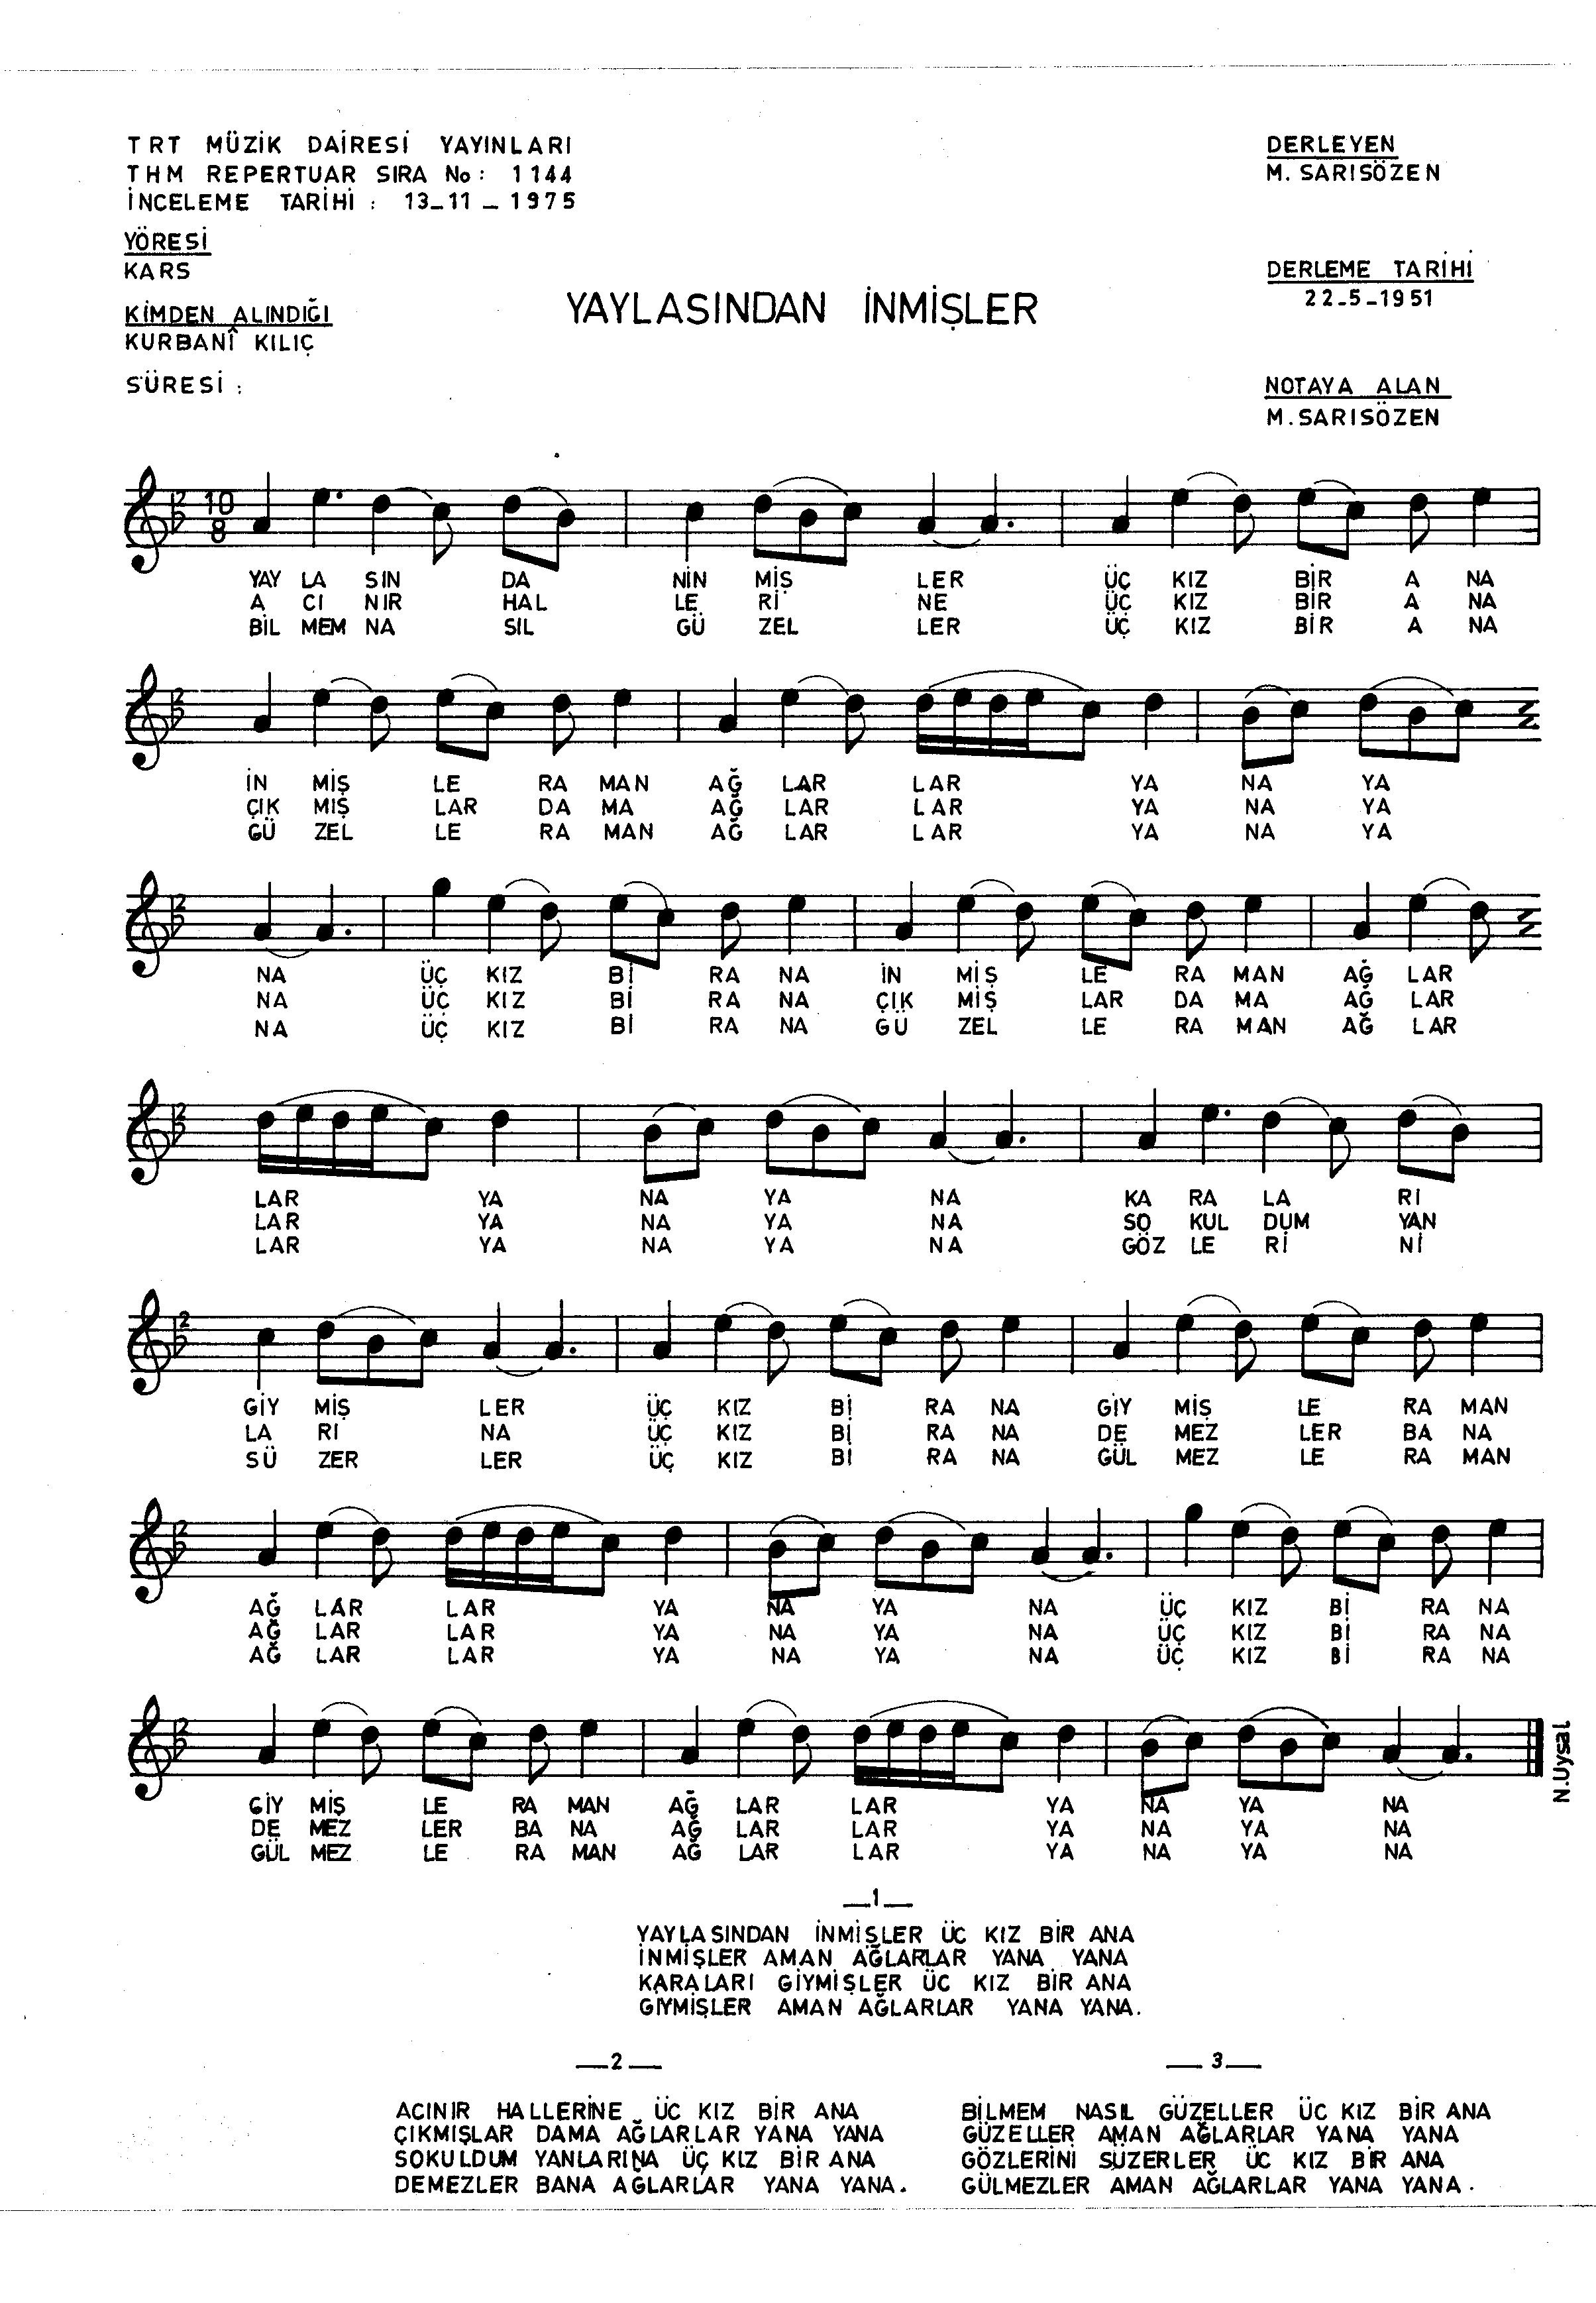 TRT MÜZİK DAİRESİ YAYINLARI
THM REPERTUAR SIRA No: 1144
İNCELEME TARİHİ : 13_11_1975
YÖRESİ
KARS
KİMDEN ALINDIĞI
KURBANÎ KILIÇ
SÜRESİ :
YAYLASINDAN İNMİŞLER
DERLEYEN
M. SARISÖZEN
DERLEME TARİHİ
22_5_1951
NOTAYA ALAN
M. SARISÖZEN
10
8
YAY LA SIN DA NİN MİŞ LER ÜÇ KIZ BİR A NA
A CI NIR HAL LE Rİ NE ÜÇ KIZ BİR A NA
BİL MEM NA SIL GÜ ZEL LER ÜÇ KIZ BİR A NA
İN MİŞ LE RA MAN AĞ LAR LAR YA NA YA
ÇIK MIŞ LAR DA MA AĞ LAR LAR YA NA YA
GÜ ZEL LE RA MAN AĞ LAR LAR YA NA YA
NA ÜÇ KIZ Bİ RA NA İN MİŞ LE RA MAN AĞ LAR
NA ÜÇ KIZ Bİ RA NA ÇIK MİŞ LAR DA MA AĞ LAR
NA ÜÇ KIZ Bİ RA NA GÜ ZEL LE RA MAN AĞ LAR
LAR YA NA YA NA KA RA LA RI
LAR YA NA YA NA SO KUL DUM YAN
LAR YA NA YA NA GÖZ LE Rİ Nİ
GİY MİŞ LER ÜÇ KIZ Bİ RA NA GİY MİŞ LE RA MAN
LA RI NA ÜÇ KIZ Bİ RA NA DE MEZ LER BA NA
SÜ ZER LER ÜÇ KIZ Bİ RA NA GÜL MEZ LE RA MAN
AĞ LAR LAR YA NA YA NA ÜÇ KIZ Bİ RA NA
AĞ LAR LAR YA NA YA NA ÜÇ KIZ Bİ RA NA
AĞ LAR LAR YA NA YA NA ÜÇ KIZ Bİ RA NA
GİY MİŞ LE RA MAN AĞ LAR LAR YA NA YA NA
DE MEZ LER BA NA AĞ LAR LAR YA NA YA NA
GÜL MEZ LE RA MAN AĞ LAR LAR YA NA YA NA
N.Uysal
_1_
YAYLASINDAN İNMİŞLER ÜÇ KIZ BİR ANA
İNMİŞLER AMAN AĞLARLAR YANA YANA
KARALARI GİYMİŞLER ÜÇ KIZ BİR ANA
GİYMİŞLER AMAN AĞLARLAR YANA YANA.
_2_
ACINIR HALLERİNE ÜÇ KIZ BİR ANA
ÇIKMIŞLAR DAMA AĞLARLAR YANA YANA
SOKULDUM YANLARINA ÜÇ KIZ BİR ANA
DEMEZLER BANA AĞLARLAR YANA YANA.
_3_
BİLMEM NASIL GÜZELLER ÜÇ KIZ BİR ANA
GÜZELLER AMAN AĞLARLAR YANA YANA
GÖZLERİNİ SÜZERLER ÜÇ KIZ BİR ANA
GÜLMEZLER AMAN AĞLARLAR YANA YANA.